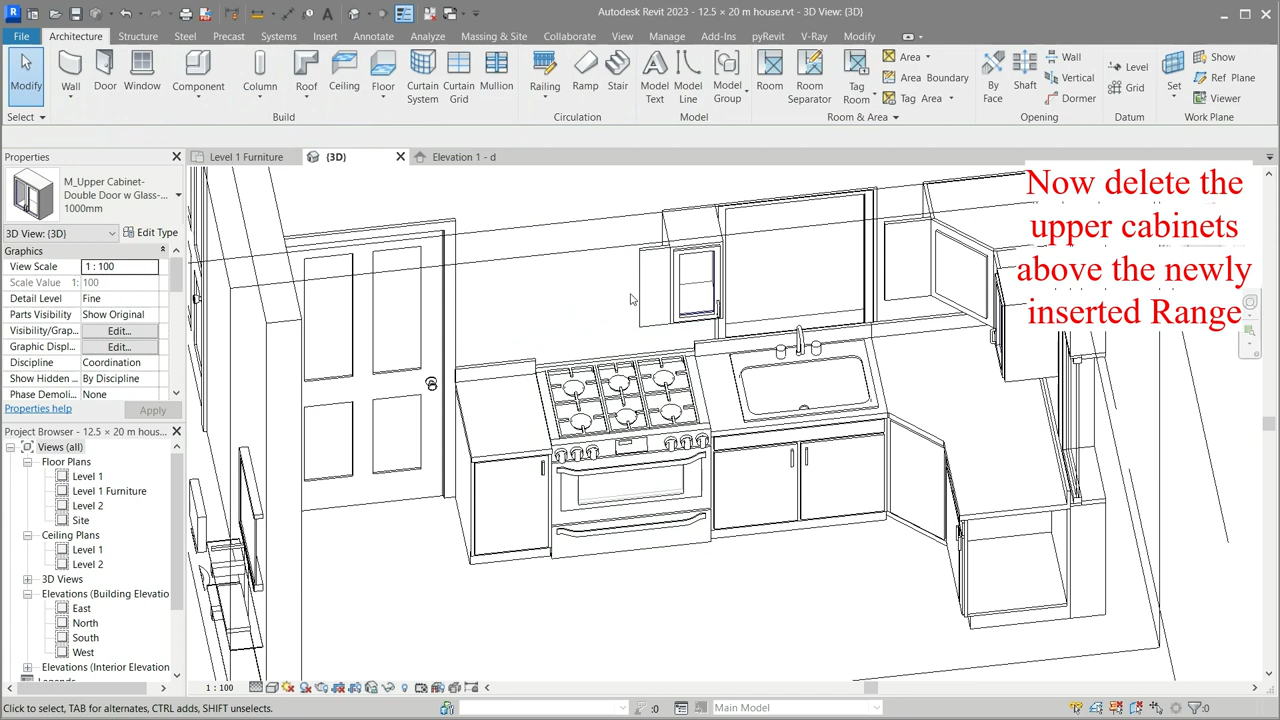 Autodesk Revit 2023 - 12.5 × 20 m house.rvt - 3D View: {3D}
File Architecture Structure Steel Precast Systems Insert Annotate Analyze Massing & Site Collaborate View Manage Add-Ins pyRevit V-Ray Modify
Modify Wall Door Window Component Column Roof Ceiling Floor Curtain System Curtain Grid Mullion Railing Ramp Stair Model Text Model Line Model Group Room Room Separator Tag Room Area Area Boundary Tag Area By Face Shaft Wall Vertical Dormer Level Grid Set Show Ref Plane Viewer
Select Build Circulation Model Room & Area Opening Datum Work Plane
Properties
Level 1 Furniture {3D} Elevation 1 - d
M_Upper Cabinet-
Double Door w Glass-...
1000mm
3D View: {3D} Edit Type
Graphics
View Scale 1 : 100
Scale Value 1: 100
Detail Level Fine
Parts Visibility Show Original
Visibility/Grap... Edit...
Graphic Displ... Edit...
Discipline Coordination
Show Hidden ... By Discipline
Phase Demoli... None
Properties help Apply
Project Browser - 12.5 × 20 m hous...
Views (all)
Floor Plans
Level 1
Level 1 Furniture
Level 2
Site
Ceiling Plans
Level 1
Level 2
3D Views
Elevations (Building Elevatio
East
North
South
West
Elevations (Interior Elevation
Now delete the
upper cabinets
above the newly
inserted Range
1 : 100
Click to select, TAB for alternates, CTRL adds, SHIFT unselects.
:0 Main Model :0